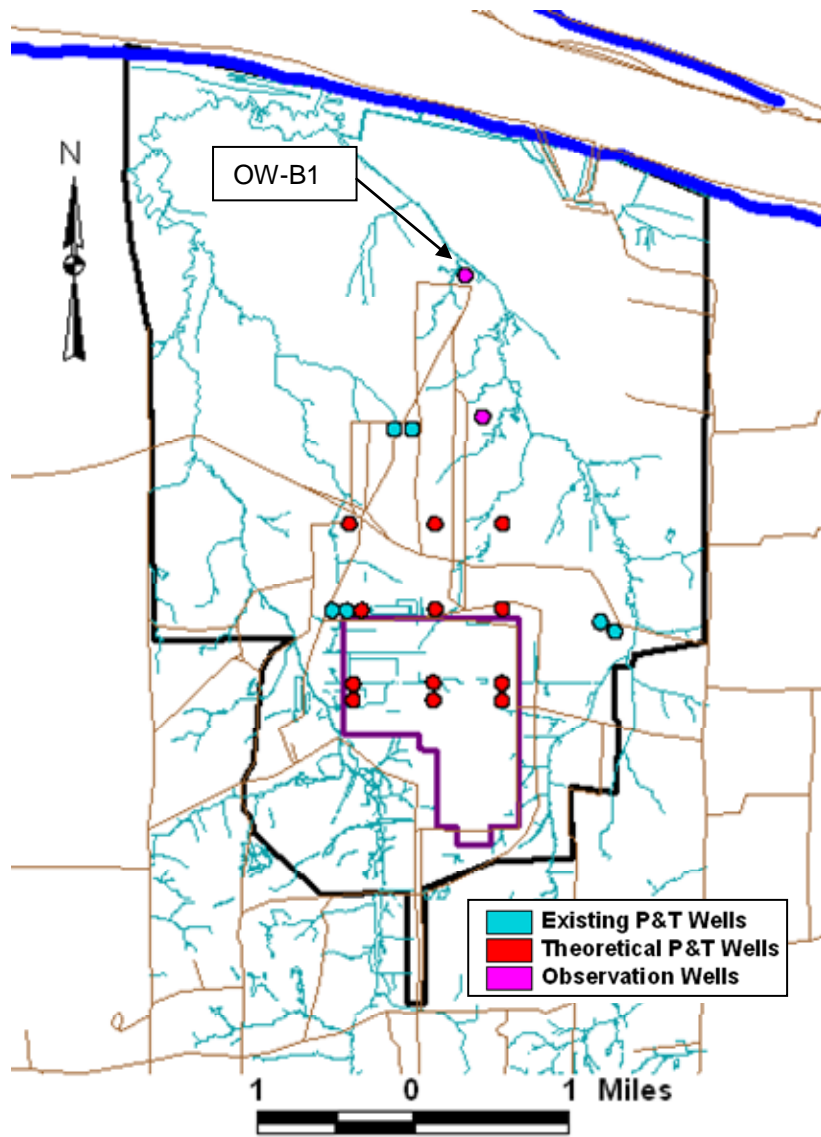 N
OW-B1
Existing P&T Wells
Theoretical P&T Wells
Observation Wells
1 0 1 Miles